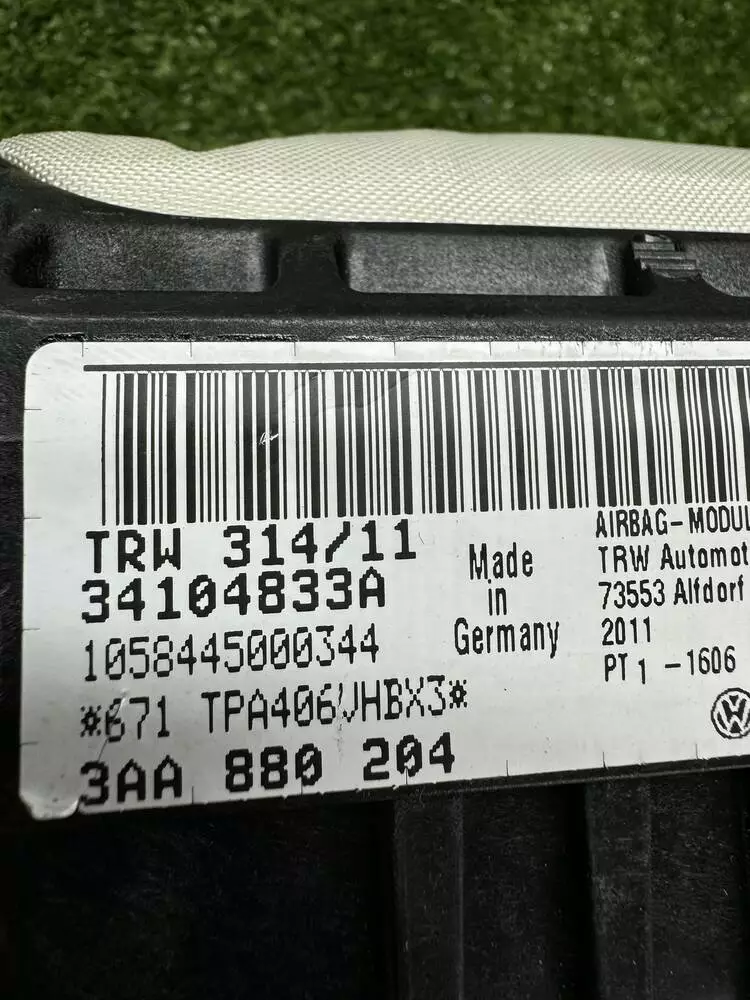 TRW 314/11
34104833A
1058445000344
*671 TPA406VHBX3*
3AA 880 204
Made
in
Germany
AIRBAG-MODUL
TRW Automot
73553 Alfdorf
2011
PT1 -1606